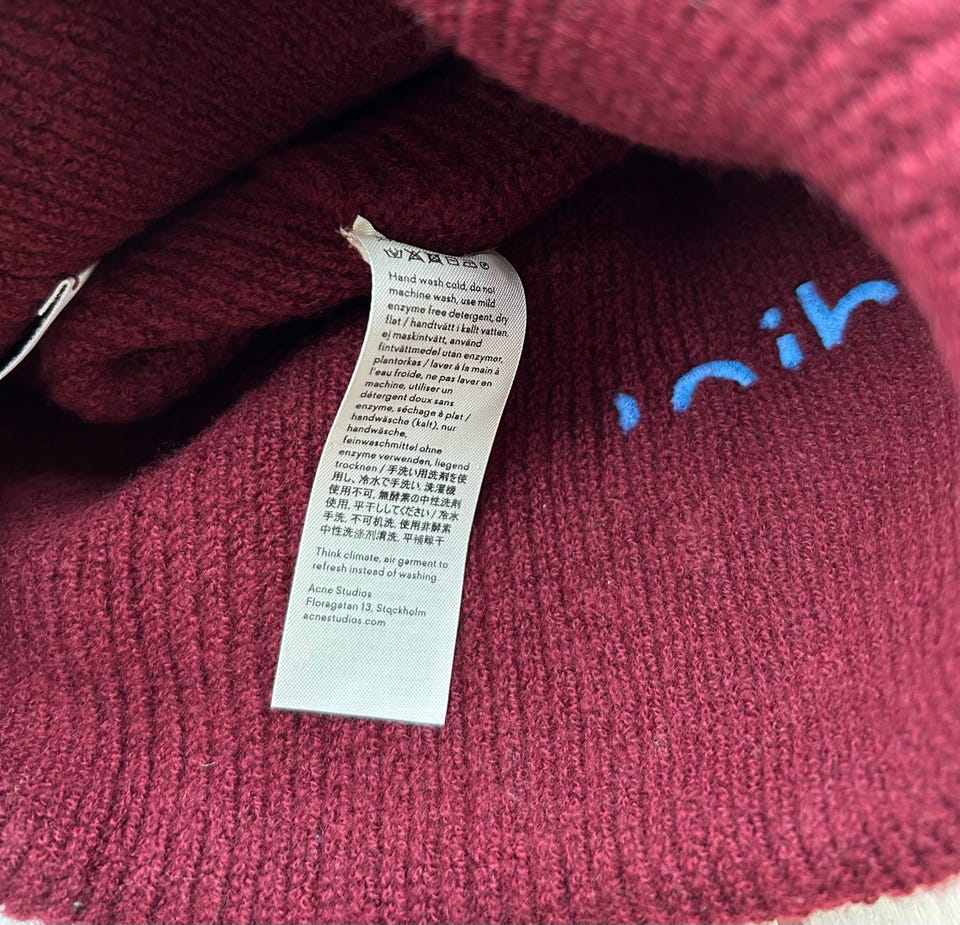 Hand wash cold, do not
machine wash, use mild
enzyme free detergent, dry
flat / handtvätt i kallt vatten,
ej maskintvätt, använd
fintvättmedel utan enzymer,
plantorkas / laver à la main à
l'eau froide, ne pas laver en
machine, utiliser un
détergent doux sans
enzyme, séchage à plat /
handwäsche (kalt), nur
handwäsche,
feinwaschmittel ohne
enzyme verwenden, liegend
trocknen / 手洗い用洗剤を使
用し、冷水で手洗い, 洗濯機
使用不可, 無酵素の中性洗剤
使用, 平干ししてください / 冷水
手洗, 不可机洗, 使用非酵素
中性洗涤剂清洗, 平摊晾干
Think climate, air garment to
refresh instead of washing
Acne Studios
Floragatan 13, Stockholm
acnestudios.com